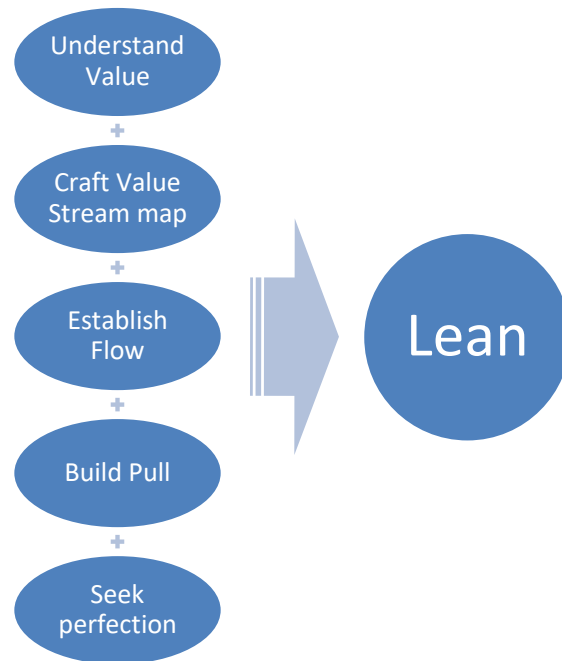 Understand
Value
Craft Value
Stream map
Establish
Flow
Build Pull
Seek
perfection
Lean